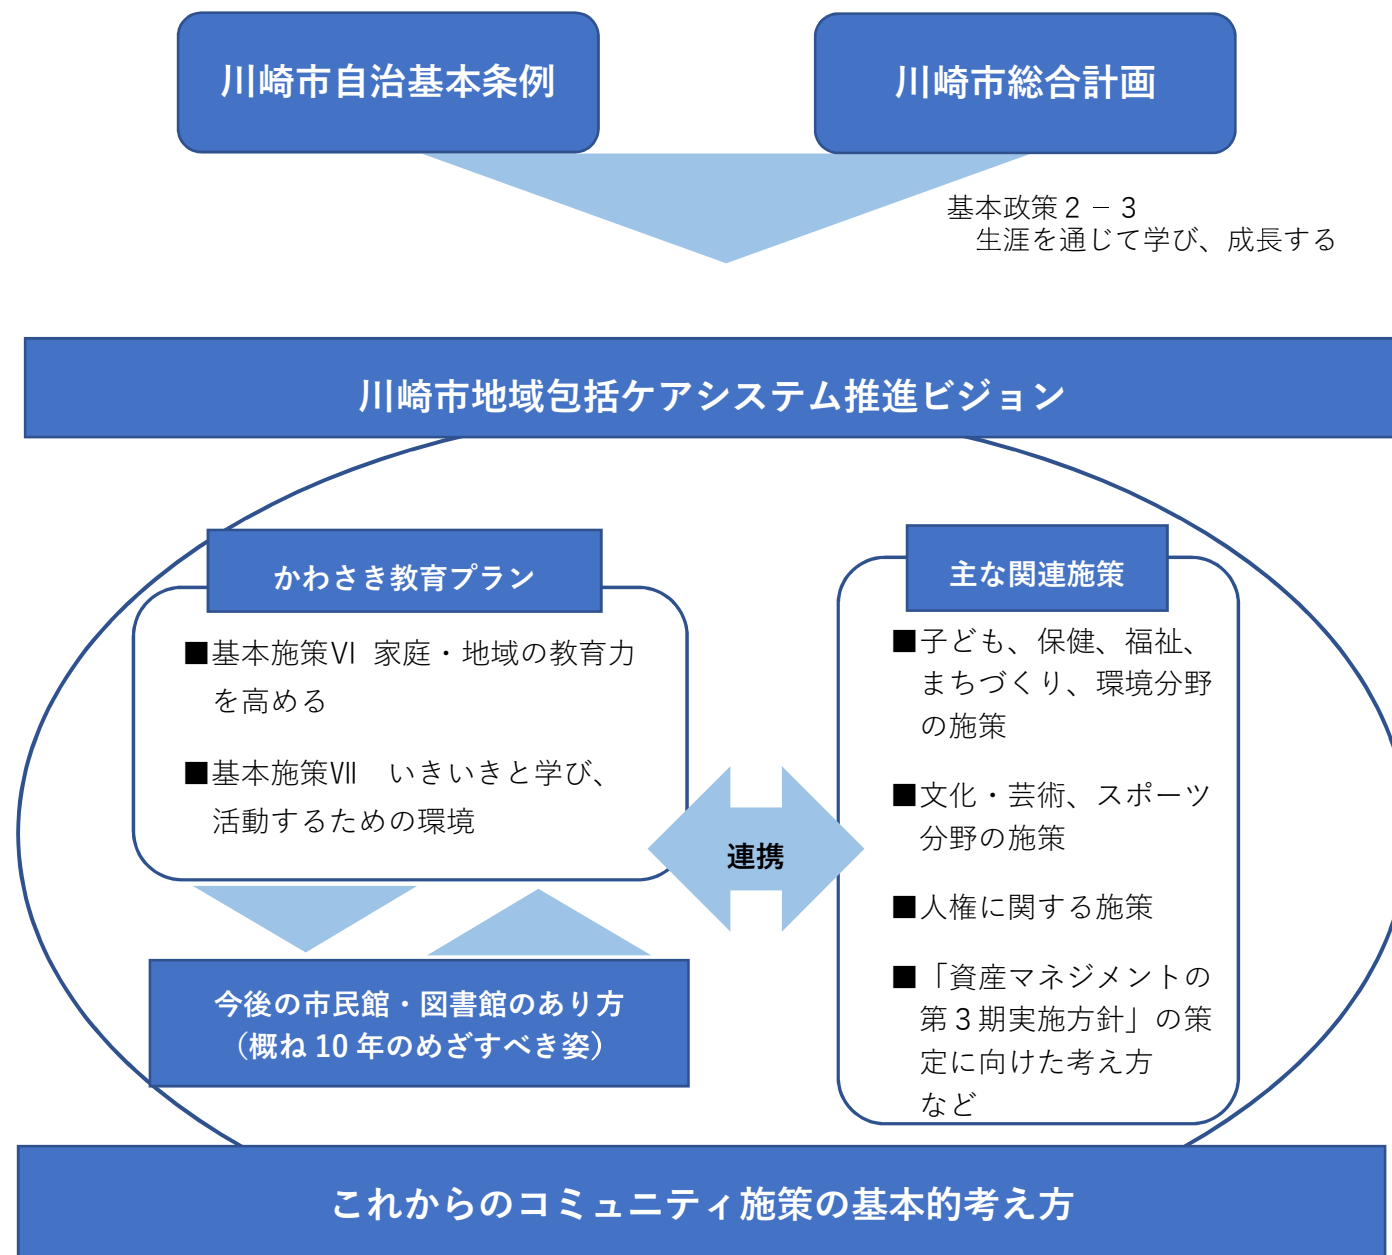 川崎市自治基本条例
川崎市総合計画
基本政策２－３
生涯を通じて学び、成長する
川崎市地域包括ケアシステム推進ビジョン
かわさき教育プラン
■基本施策Ⅵ 家庭・地域の教育力
を高める
■基本施策Ⅶ　いきいきと学び、
活動するための環境
連携
主な関連施策
■子ども、保健、福祉、
まちづくり、環境分野
の施策
■文化・芸術、スポーツ
分野の施策
■人権に関する施策
■「資産マネジメントの
第３期実施方針」の策
定に向けた考え方
など
今後の市民館・図書館のあり方
（概ね 10 年のめざすべき姿）
これからのコミュニティ施策の基本的考え方